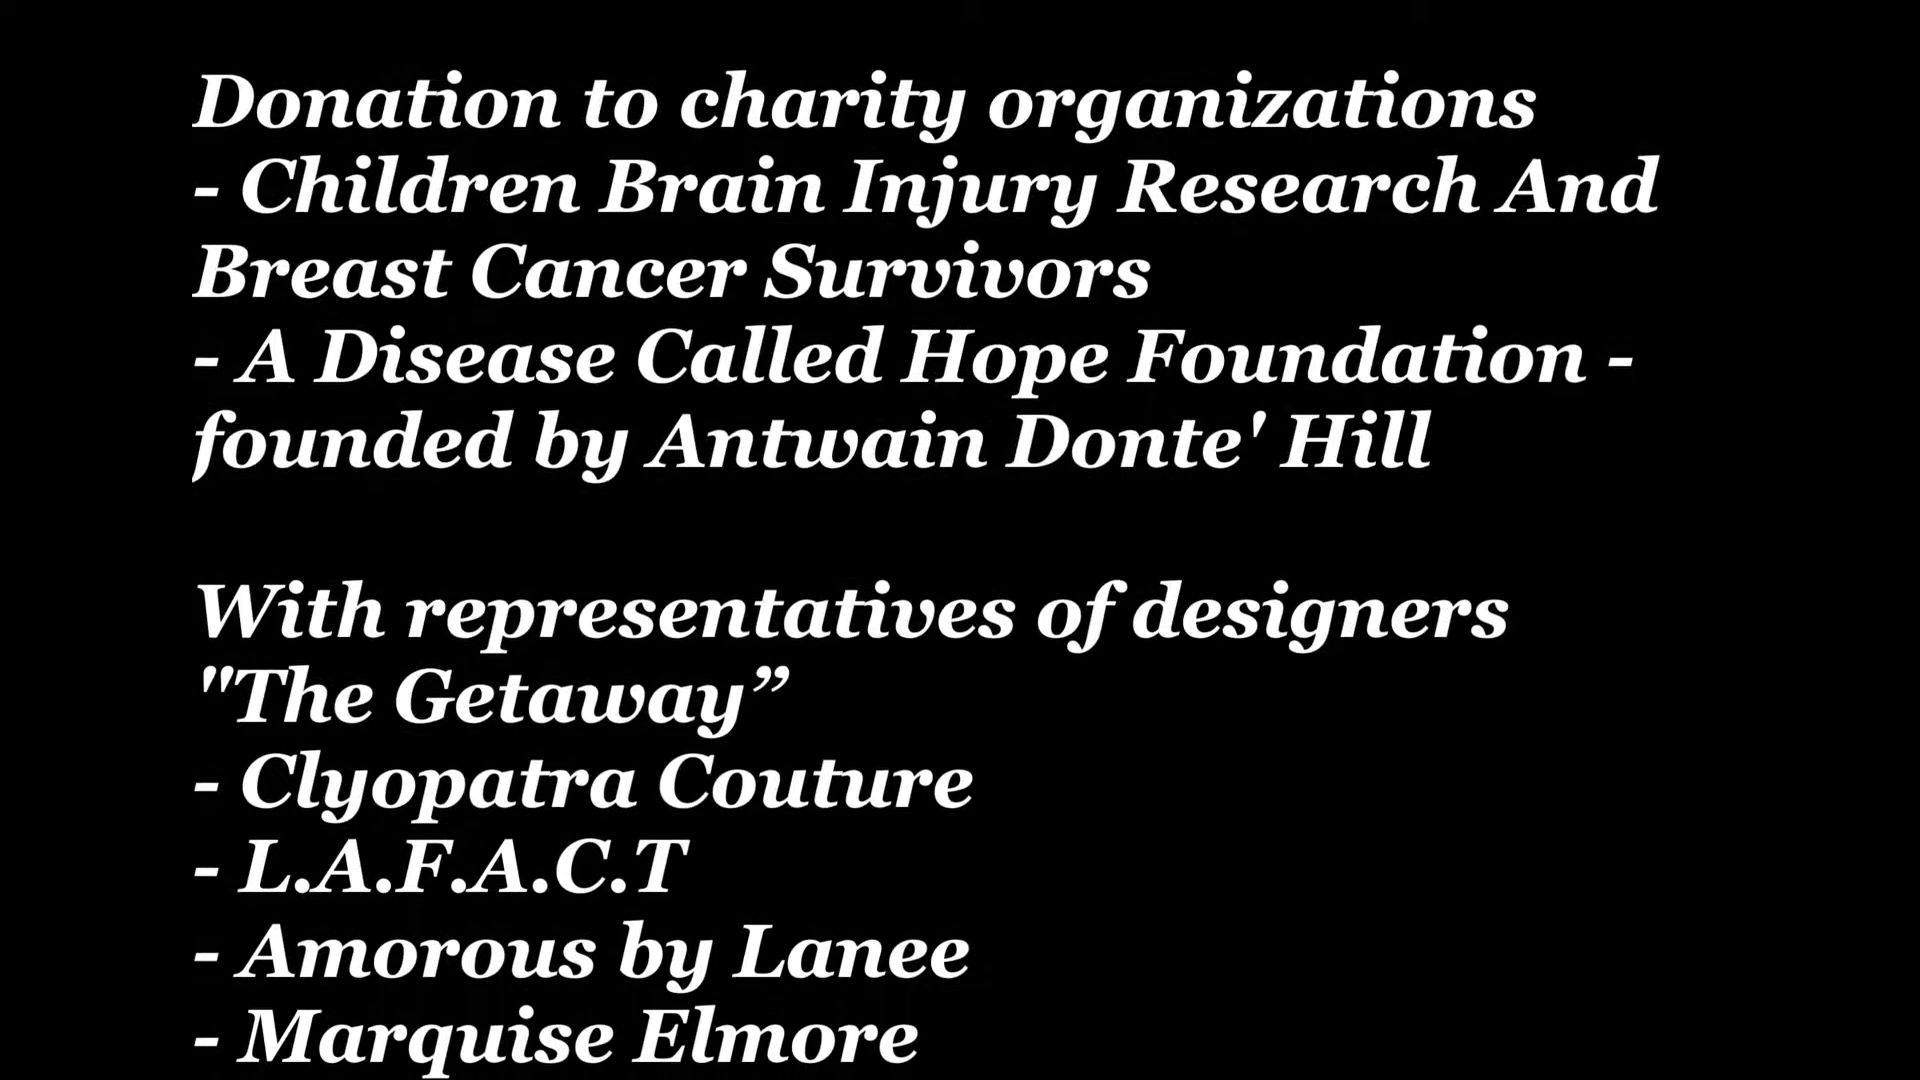 Donation to charity organizations
- Children Brain Injury Research And
Breast Cancer Survivors
- A Disease Called Hope Foundation -
founded by Antwain Donte' Hill
With representatives of designers
"The Getaway”
- Clyopatra Couture
- L.A.F.A.C.T
- Amorous by Lanee
- Marquise Elmore